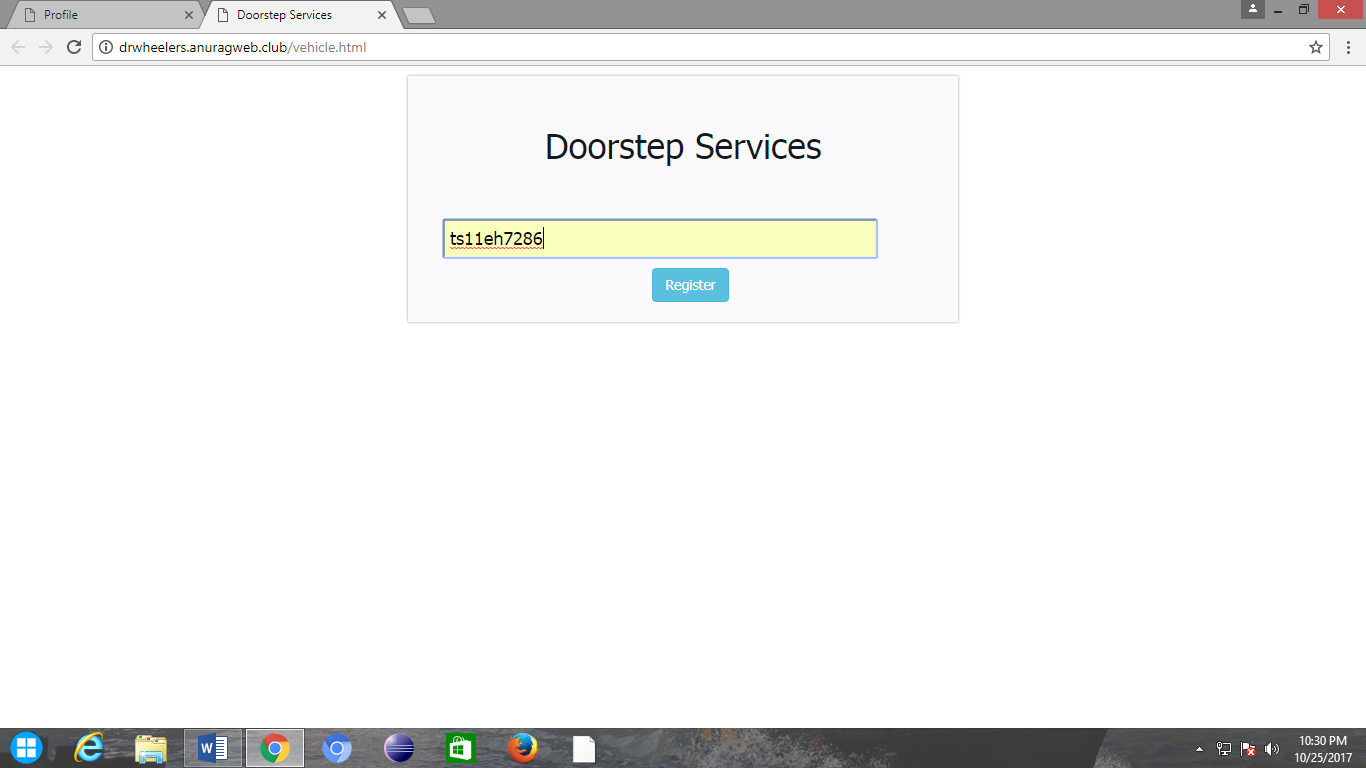 Profile
Doorstep Services
drwheelers.anuragweb.club/vehicle.html
Doorstep Services
ts11eh7286
Register
10:30 PM
10/25/2017